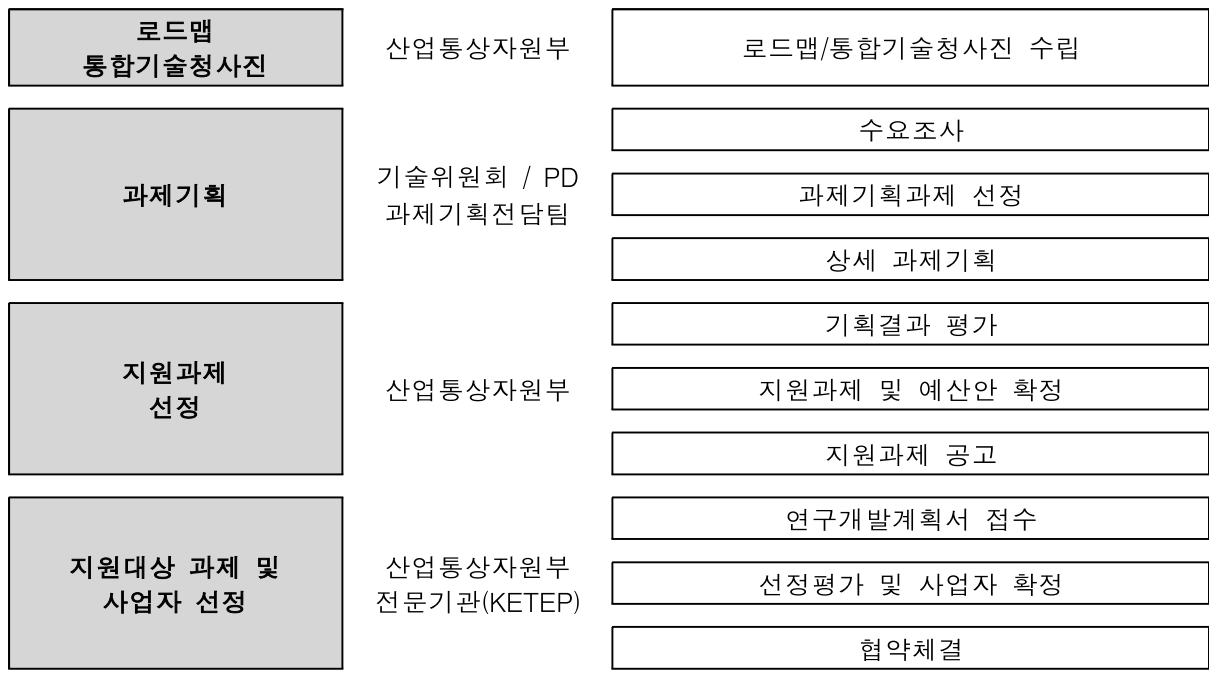 로드맵
통합기술청사진
산업통상자원부
로드맵/통합기술청사진 수립
과제기획
기술위원회 / PD
과제기획전담팀
수요조사
과제기획과제 선정
상세 과제기획
지원과제
선정
산업통상자원부
기획결과 평가
지원과제 및 예산안 확정
지원과제 공고
지원대상 과제 및
사업자 선정
산업통상자원부
전문기관(KETEP)
연구개발계획서 접수
선정평가 및 사업자 확정
협약체결